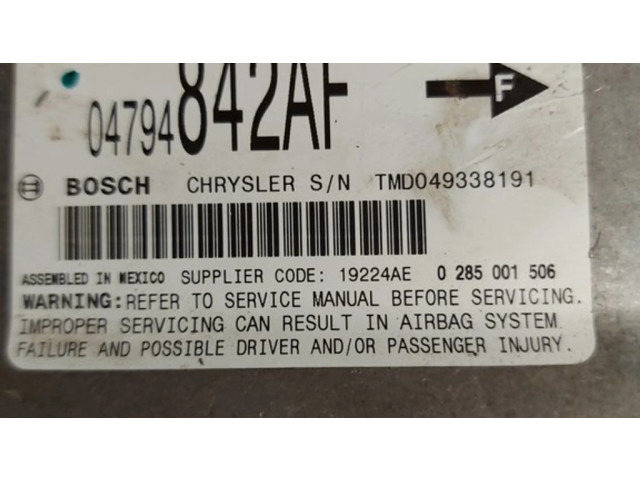 04794842AF F
BOSCH CHRYSLER S/N TMD049338191
ASSEMBLED IN MEXICO SUPPLIER CODE: 19224AE 0 285 001 506
WARNING: REFER TO SERVICE MANUAL BEFORE SERVICING.
IMPROPER SERVICING CAN RESULT IN AIRBAG SYSTEM
FAILURE AND POSSIBLE DRIVER AND/OR PASSENGER INJURY.